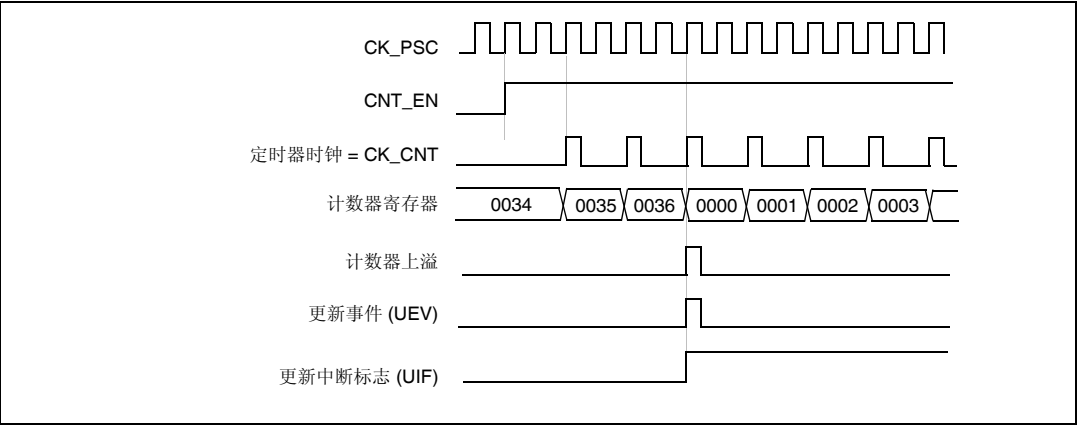 CK_PSC
CNT_EN
定时器时钟 = CK_CNT
计数器寄存器 0034 0035 0036 0000 0001 0002 0003
计数器上溢
更新事件 (UEV)
更新中断标志 (UIF)